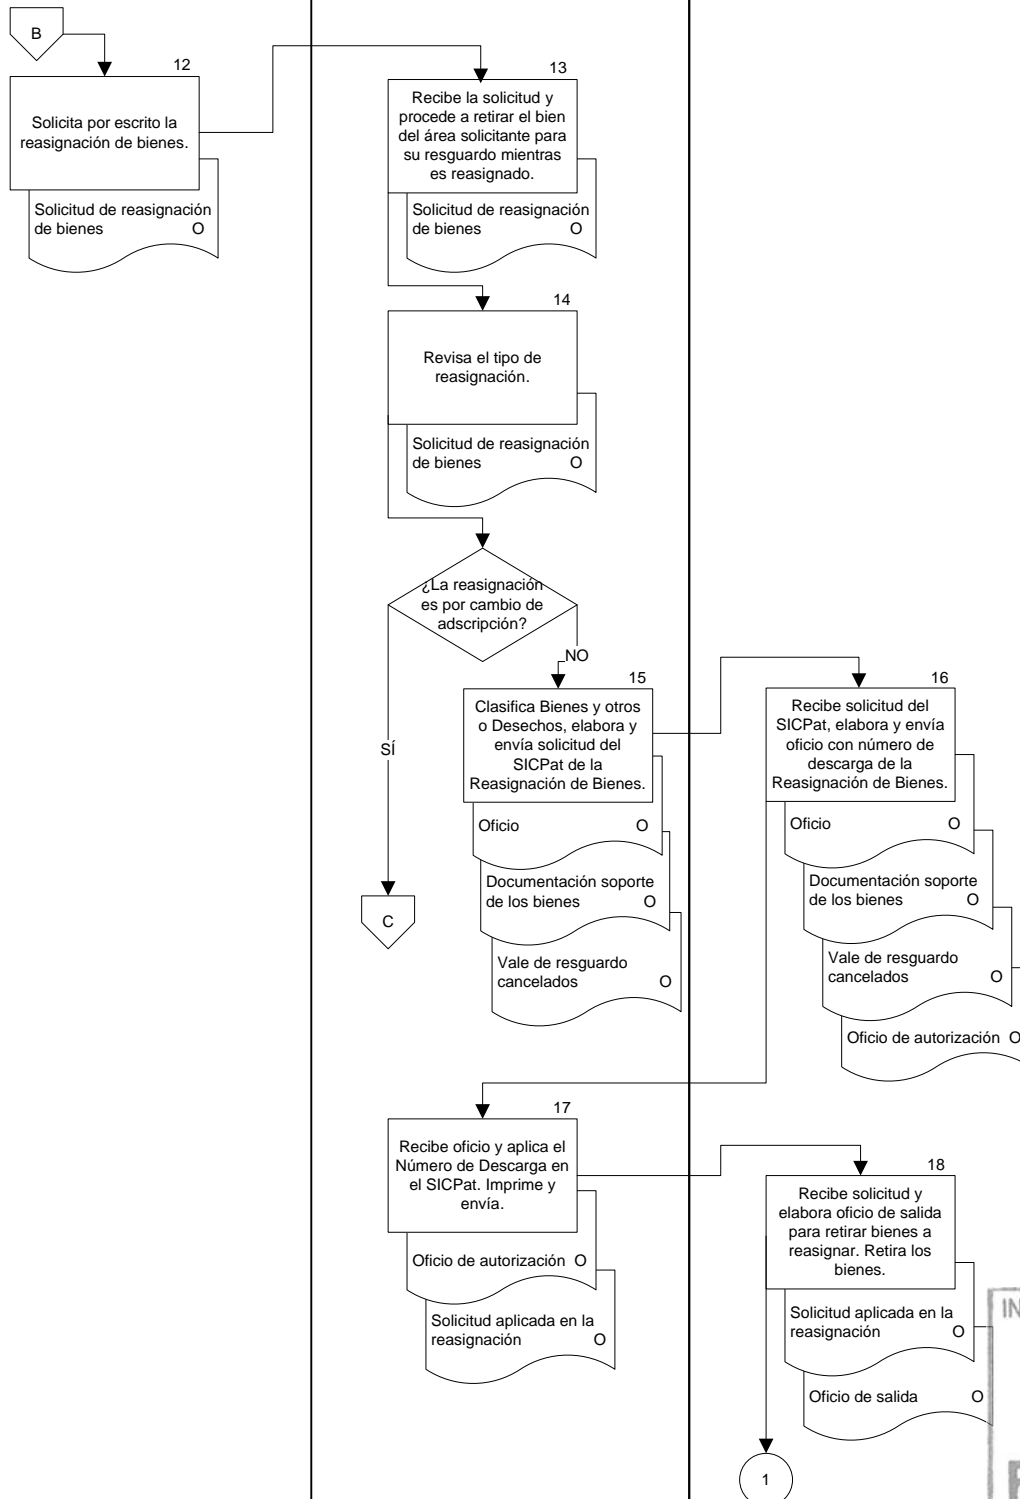 B
12
Solicita por escrito la
reasignación de bienes.
Solicitud de reasignación
de bienes O
13
Recibe la solicitud y
procede a retirar el bien
del área solicitante para
su resguardo mientras
es reasignado.
Solicitud de reasignación
de bienes O
14
Revisa el tipo de
reasignación.
Solicitud de reasignación
de bienes O
¿La reasignación
es por cambio de
adscripción?
NO
SÍ
C
15
Clasifica Bienes y otros
o Desechos, elabora y
envía solicitud del
SICPat de la
Reasignación de Bienes.
Oficio O
Documentación soporte
de los bienes O
Vale de resguardo
cancelados O
16
Recibe solicitud del
SICPat, elabora y envía
oficio con número de
descarga de la
Reasignación de Bienes.
Oficio O
Documentación soporte
de los bienes O
Vale de resguardo
cancelados O
Oficio de autorización O
17
Recibe oficio y aplica el
Número de Descarga en
el SICPat. Imprime y
envía.
Oficio de autorización O
Solicitud aplicada en la
reasignación O
18
Recibe solicitud y
elabora oficio de salida
para retirar bienes a
reasignar. Retira los
bienes.
Solicitud aplicada en la
reasignación O
Oficio de salida O
1
IN